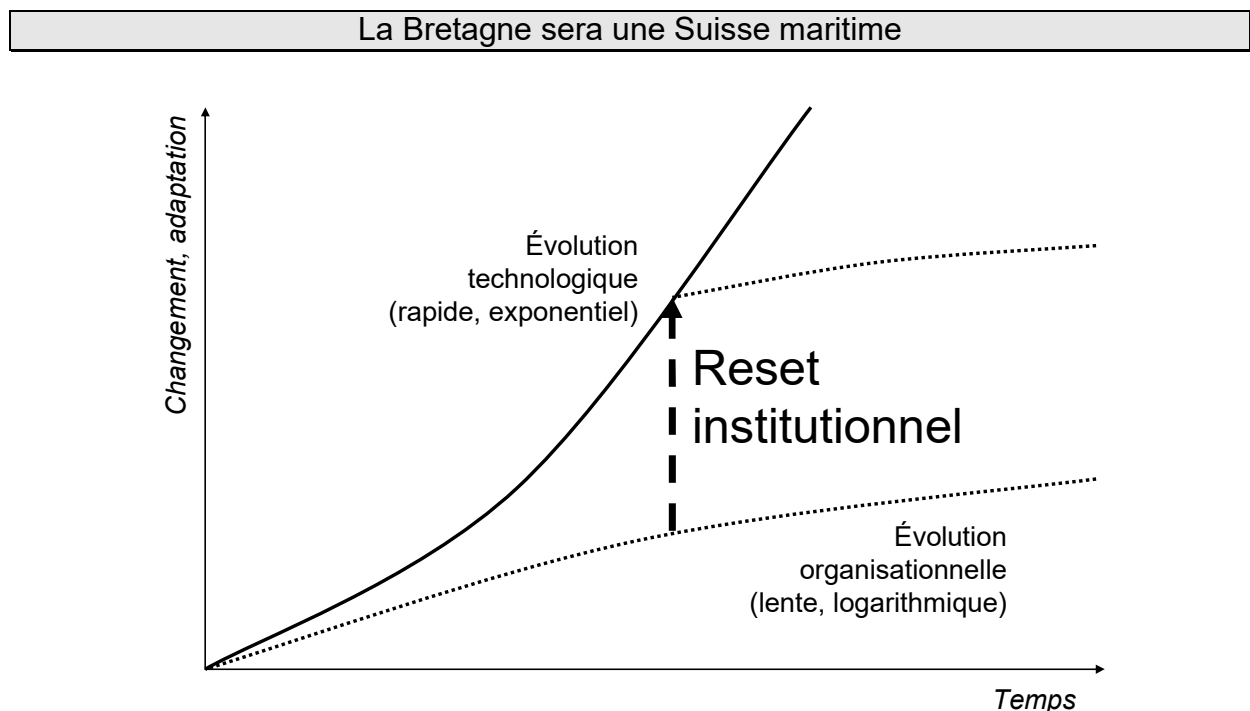 La Bretagne sera une Suisse maritime
Changement, adaptation
Évolution
technologique
(rapide, exponentiel)
Reset
institutionnel
Évolution
organisationnelle
(lente, logarithmique)
Temps